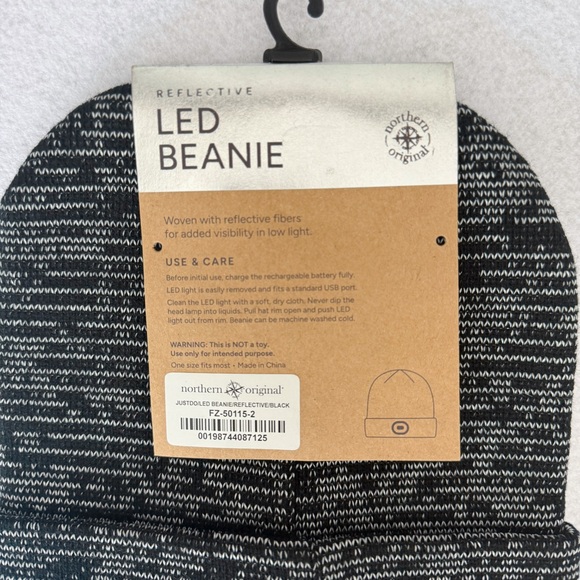 REFLECTIVE
LED
BEANIE
northern
original
Woven with reflective fibers
for added visibility in low light.
USE & CARE
Before initial use, charge the rechargeable battery fully.
LED light is easily removed and fits a standard USB port.
Clean the LED light with a soft, dry cloth. Never dip the
head lamp into liquids. Pull hat rim open and push LED
light out from rim. Beanie can be machine washed cold.
WARNING: This is NOT a toy.
Use only for intended purpose.
One size fits most • Made in China
northern original
JUSTDO/LED BEANIE/REFLECTIVE/BLACK
FZ-50115-2
00198744087125